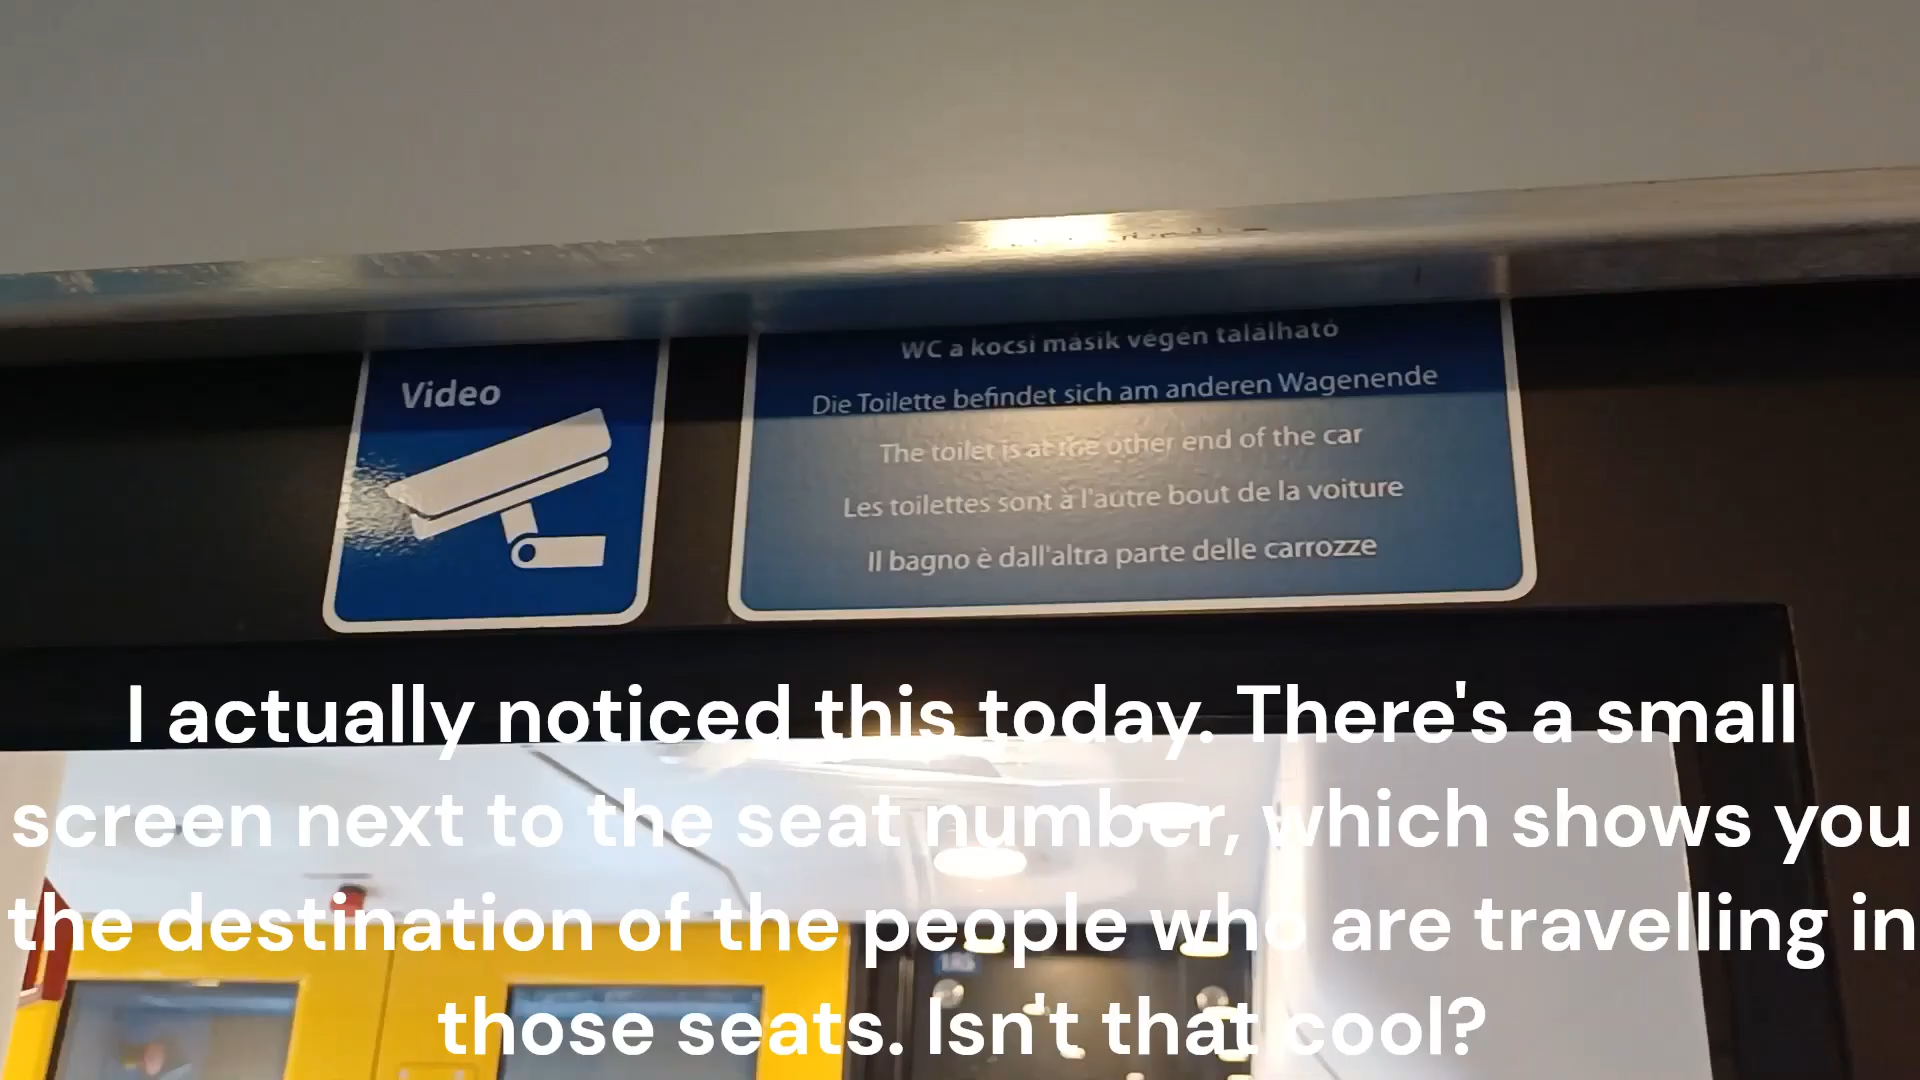 Video
WC a kocsi másik végén található
Die Toilette befindet sich am anderen Wagenende
The toilet is at the other end of the car
Les toilettes sont à l'autre bout de la voiture
Il bagno è dall'altra parte delle carrozze
I actually noticed this today. There's a small
screen next to the seat number, which shows you
the destination of the people who are travelling in
those seats. Isn't that cool?